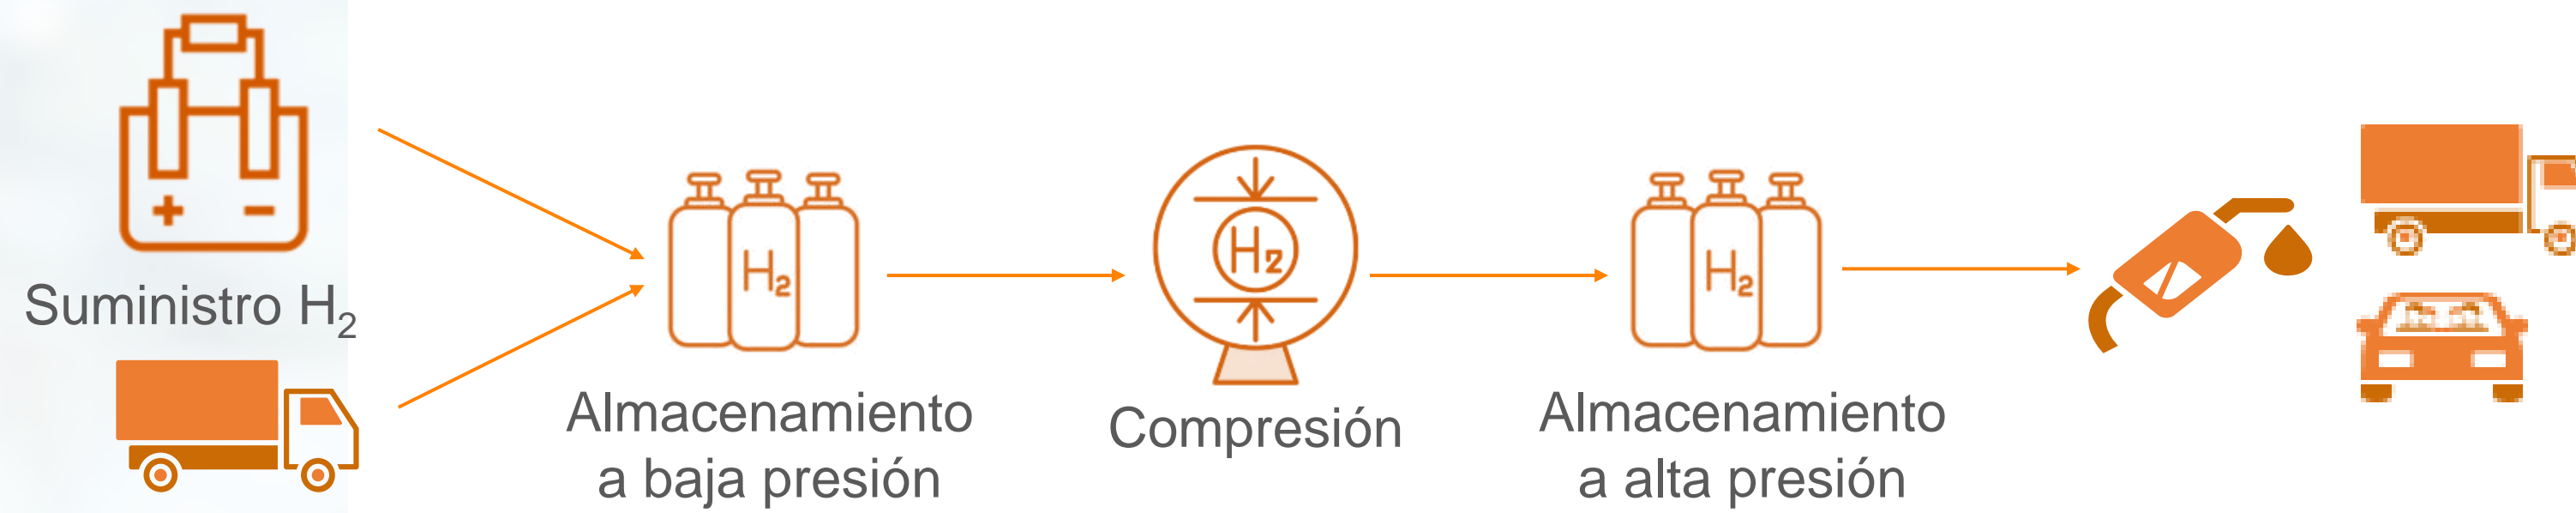 + −
Suministro H₂
H₂
Almacenamiento
a baja presión
H₂
Compresión
H₂
Almacenamiento
a alta presión